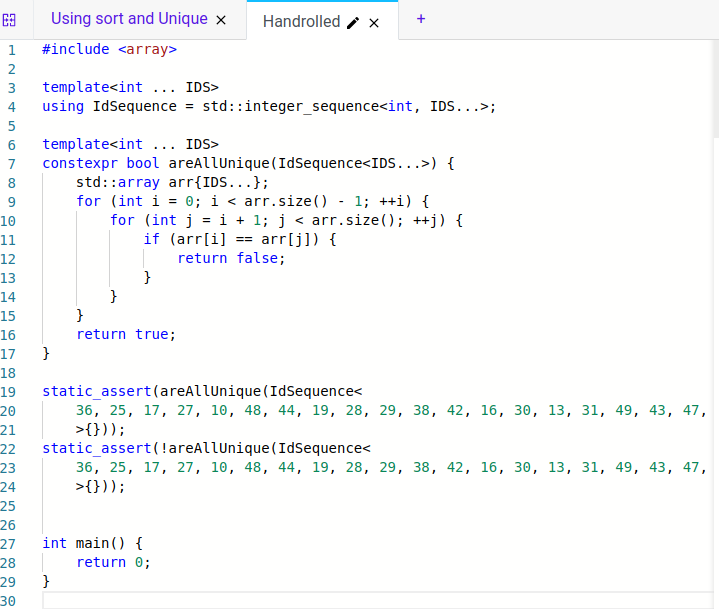 Using sort and Unique ×
Handrolled ×
+
1 #include <array>
2
3 template<int ... IDS>
4 using IdSequence = std::integer_sequence<int, IDS...>;
5
6 template<int ... IDS>
7 constexpr bool areAllUnique(IdSequence<IDS...>) {
8 std::array arr{IDS...};
9 for (int i = 0; i < arr.size() - 1; ++i) {
10 for (int j = i + 1; j < arr.size(); ++j) {
11 if (arr[i] == arr[j]) {
12 return false;
13 }
14 }
15 }
16 return true;
17 }
18
19 static_assert(areAllUnique(IdSequence<
20 36, 25, 17, 27, 10, 48, 44, 19, 28, 29, 38, 42, 16, 30, 13, 31, 49, 43, 47,
21 >{}));
22 static_assert(!areAllUnique(IdSequence<
23 36, 25, 17, 27, 10, 48, 44, 19, 28, 29, 38, 42, 16, 30, 13, 31, 49, 43, 47,
24 >{}));
25
26
27 int main() {
28 return 0;
29 }
30